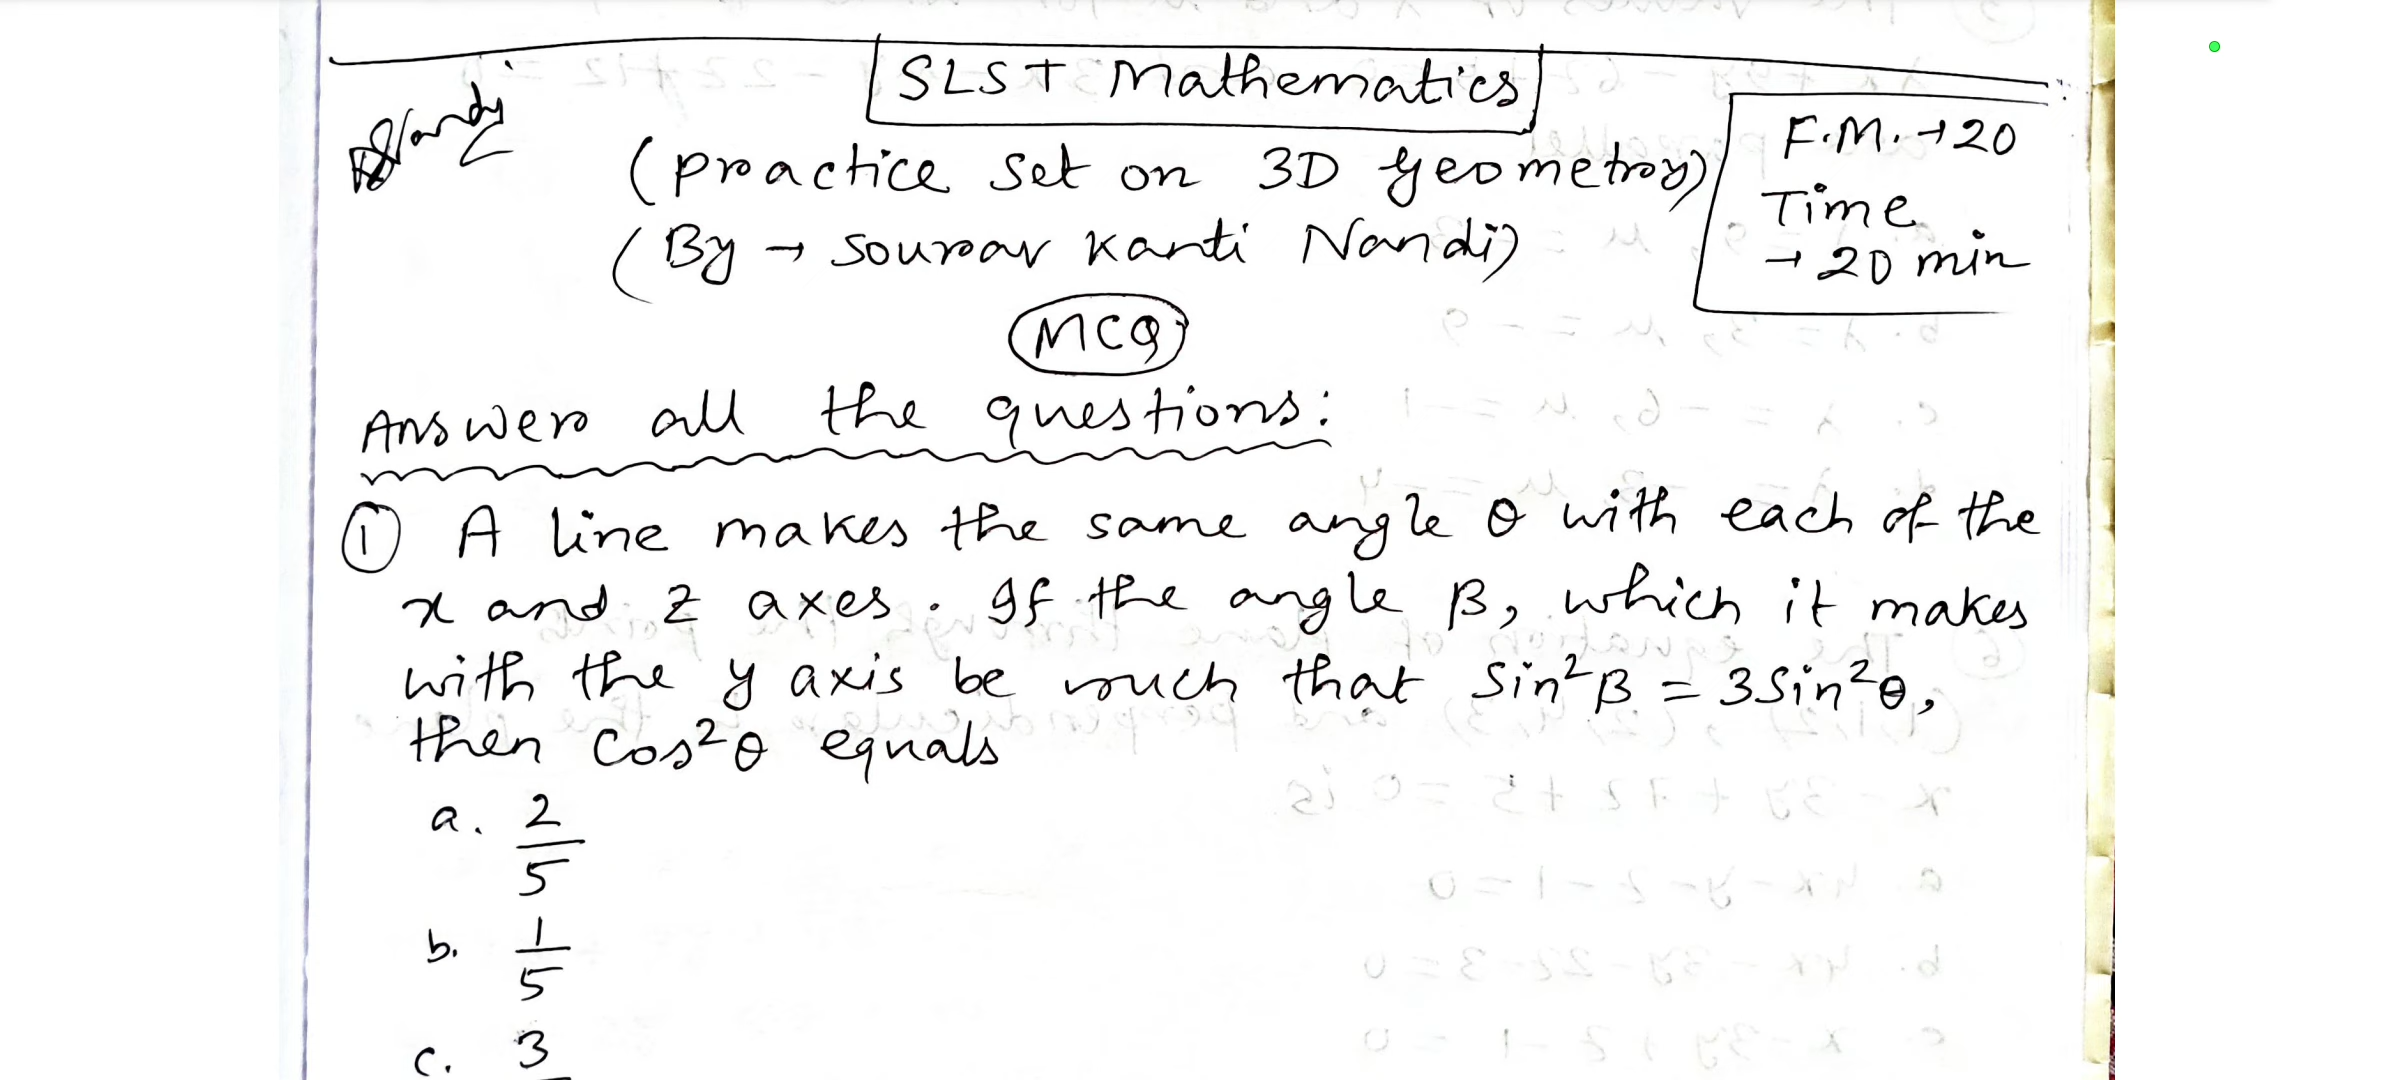 SLST Mathematics
Nandi
F.M. → 20
(practice set on 3D Geometry)
Time
(By → Sourav Kanti Nandi)
→ 20 min
MCQ
Answer all the questions:
① A line makes the same angle θ with each of the
x and z axes. If the angle β, which it makes
with the y axis be such that Sin²β = 3Sin²θ,
then Cos²θ equals
a. 2/5
b. 1/5
c. 3